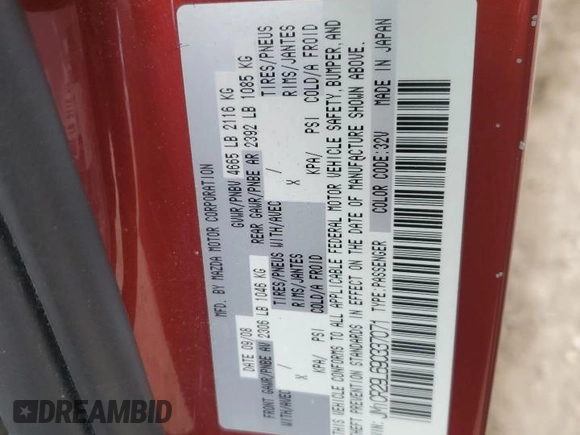 MFD. BY MAZDA MOTOR CORPORATION
DATE 09/08 GVWR/PNBV 4665 LB 2116 KG
FRONT GAWR/PNBE AV 2306 LB 1046 KG REAR GAWR/PNBE AR 2392 LB 1085 KG
WITH/AVEC / TIRES/PNEUS WITH/AVEC / TIRES/PNEUS
X RIMS/JANTES X RIMS/JANTES
KPA/ PSI COLD/A FROID KPA/ PSI COLD/A FROID
THIS VEHICLE CONFORMS TO ALL APPLICABLE FEDERAL MOTOR VEHICLE SAFETY, BUMPER, AND
THEFT PREVENTION STANDARDS IN EFFECT ON THE DATE OF MANUFACTURE SHOWN ABOVE.
TYPE:PASSENGER COLOR CODE:32V MADE IN JAPAN
DREAMBID